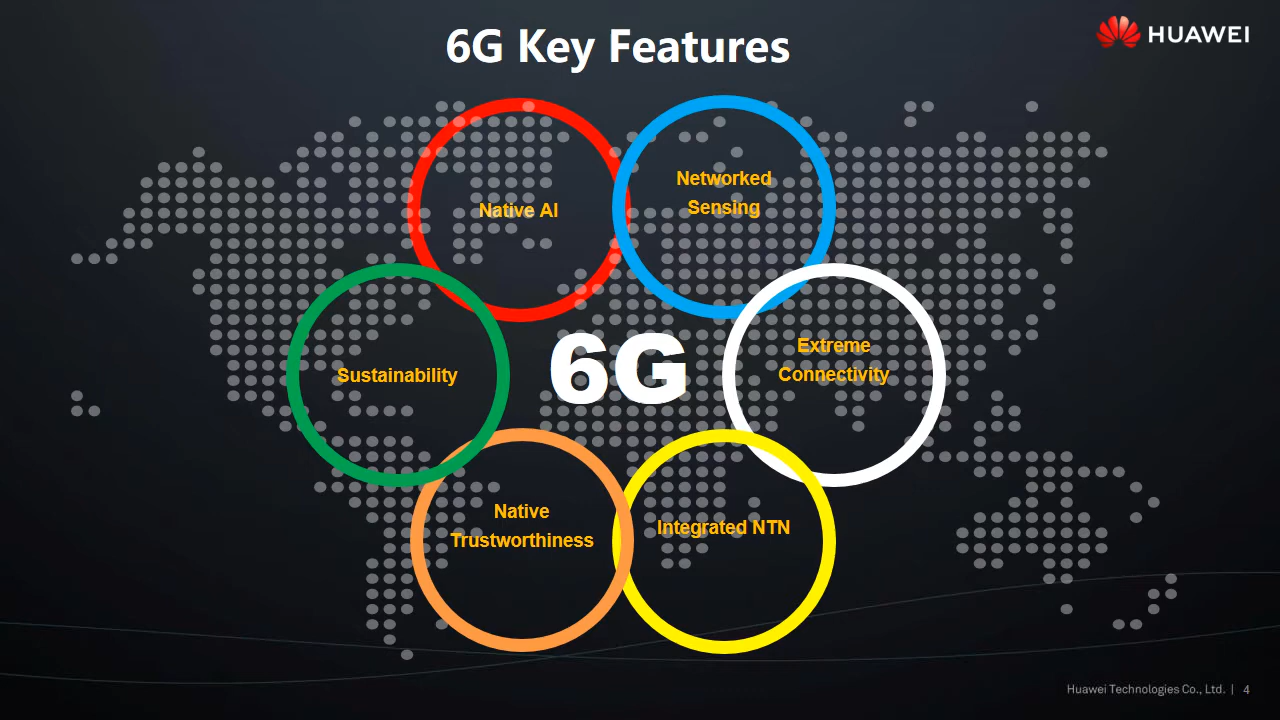 6G Key Features
HUAWEI
Native AI
Networked
Sensing
Sustainability
6G
Extreme
Connectivity
Native
Trustworthiness
Integrated NTN
Huawei Technologies Co., Ltd. | 4